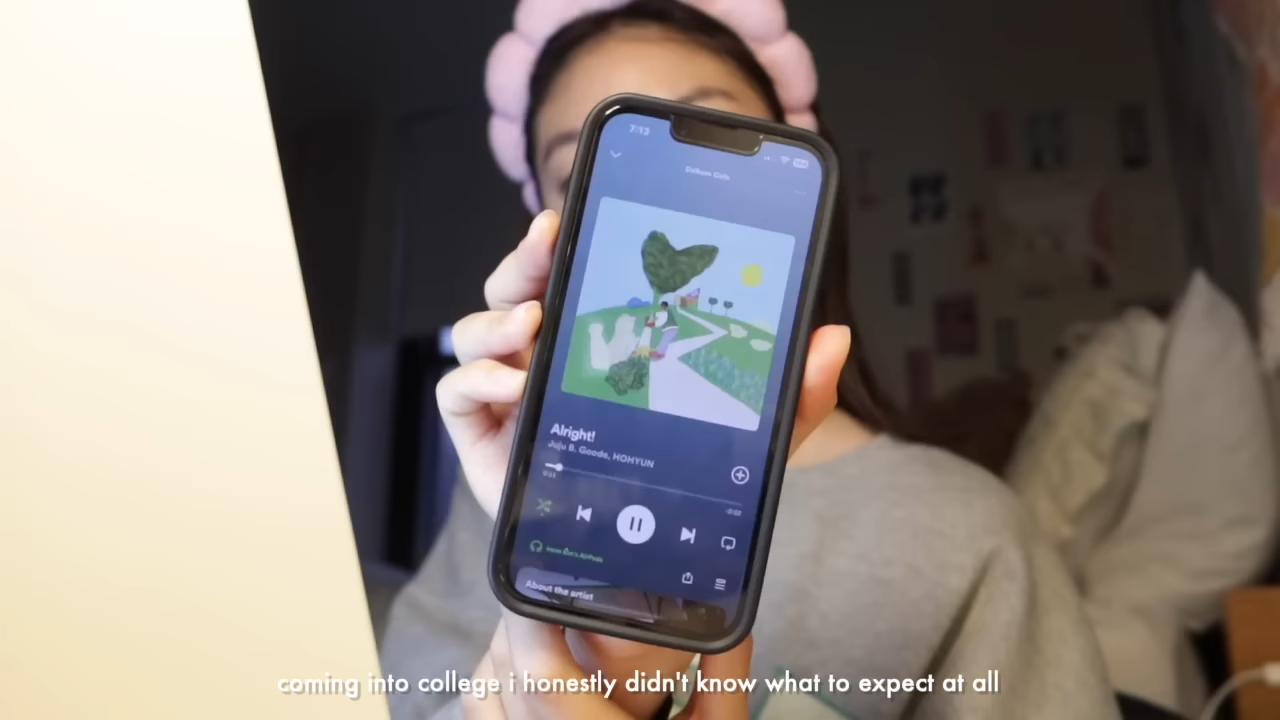 7:13
Alright!
Juju B. Goods, HOHYUN
About the artist
coming into college i honestly didn't know what to expect at all